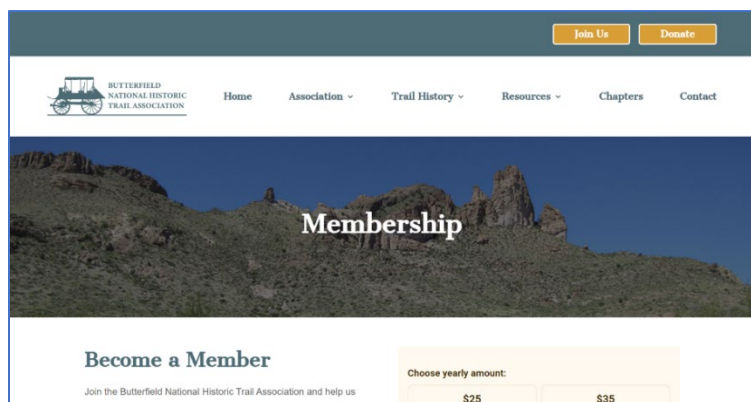 Join Us Donate
BUTTERFIELD
NATIONAL HISTORIC
TRAIL ASSOCIATION
Home Association Trail History Resources Chapters Contact
Membership
Become a Member
Join the Butterfield National Historic Trail Association and help us
Choose yearly amount:
$25 $35